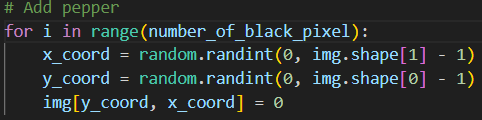 # Add pepper
for i in range(number_of_black_pixel):
    x_coord = random.randint(0, img.shape[1] - 1)
    y_coord = random.randint(0, img.shape[0] - 1)
    img[y_coord, x_coord] = 0